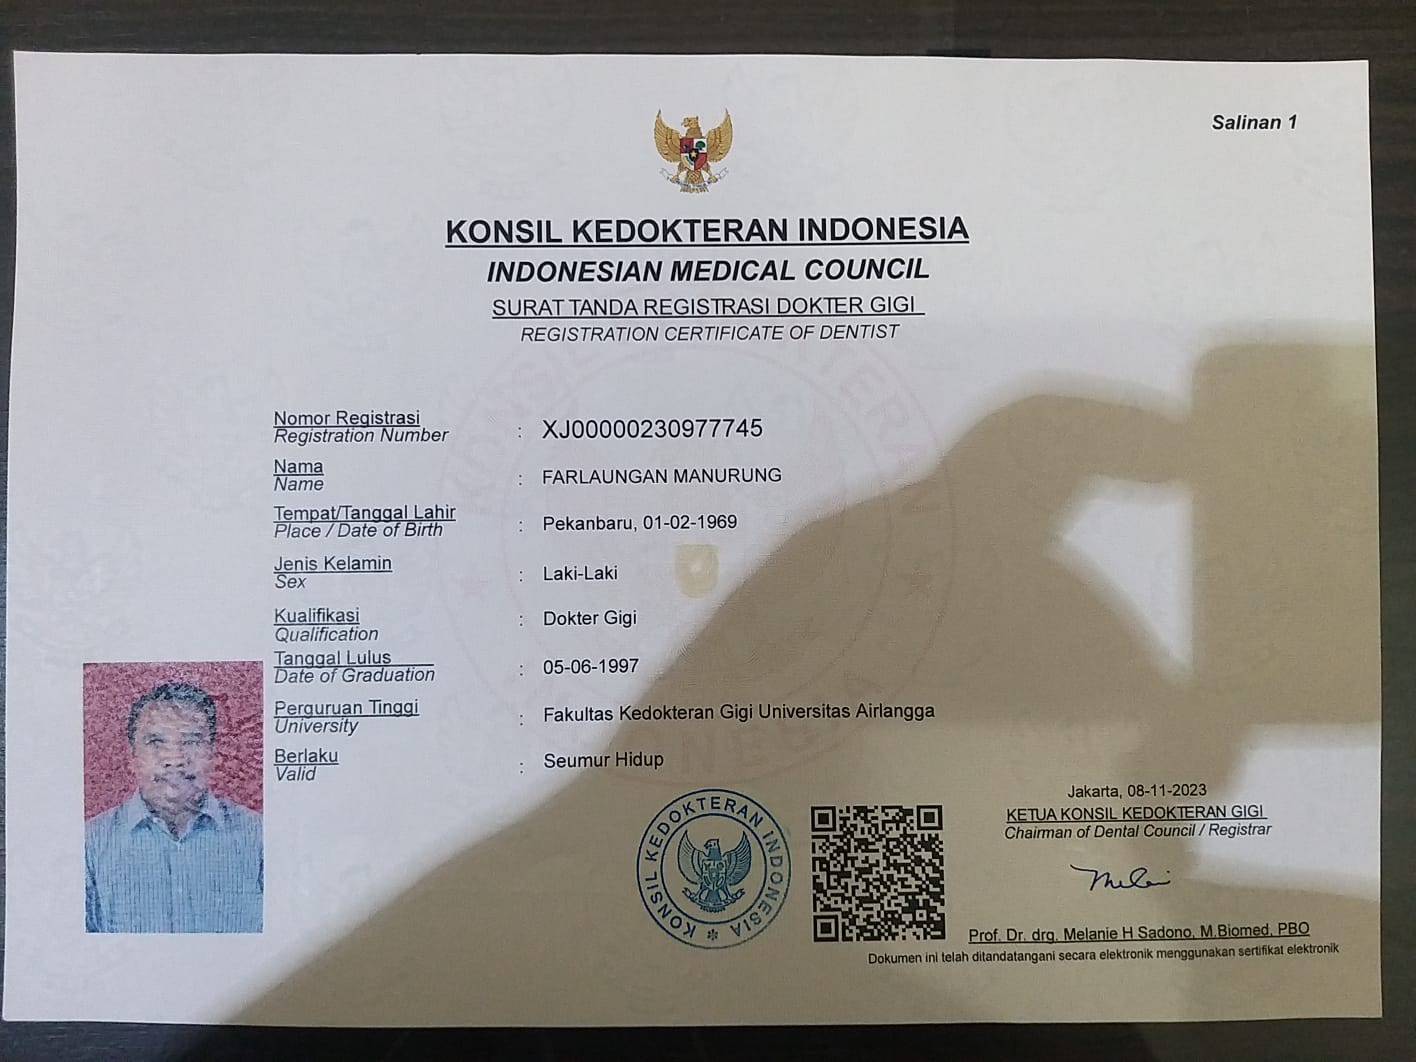 Salinan 1
KONSIL KEDOKTERAN INDONESIA
INDONESIAN MEDICAL COUNCIL
SURAT TANDA REGISTRASI DOKTER GIGI
REGISTRATION CERTIFICATE OF DENTIST
Nomor Registrasi
Registration Number : XJ00000230977745
Nama
Name : FARLAUNGAN MANURUNG
Tempat/Tanggal Lahir
Place / Date of Birth : Pekanbaru, 01-02-1969
Jenis Kelamin
Sex : Laki-Laki
Kualifikasi
Qualification : Dokter Gigi
Tanggal Lulus
Date of Graduation : 05-06-1997
Perguruan Tinggi
University : Fakultas Kedokteran Gigi Universitas Airlangga
Berlaku
Valid : Seumur Hidup
KONSIL KEDOKTERAN INDONESIA
Jakarta, 08-11-2023
KETUA KONSIL KEDOKTERAN GIGI
Chairman of Dental Council / Registrar
Prof. Dr. drg. Melanie H Sadono, M.Biomed, PBO
Dokumen ini telah ditandatangani secara elektronik menggunakan sertifikat elektronik